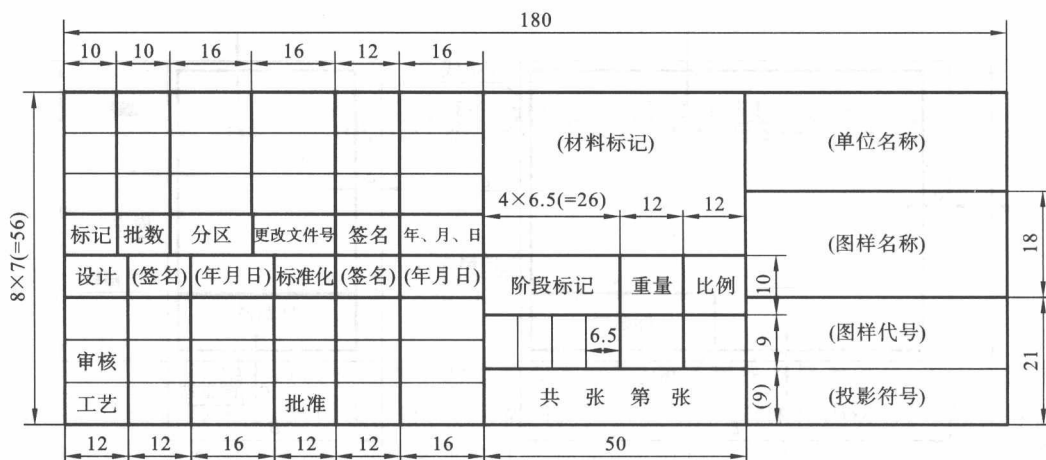 180
10 10 16 16 12 16
(材料标记) (单位名称)
4×6.5(=26) 12 12
标记 批数 分区 更改文件号 签名 年、月、日 (图样名称) 18
8×7(=56)
设计 (签名) (年月日) 标准化 (签名) (年月日) 阶段标记 重量 比例 10
6.5 9 (图样代号) 21
审核
工艺 批准 共 张 第 张 (9) (投影符号)
12 12 16 12 12 16 50